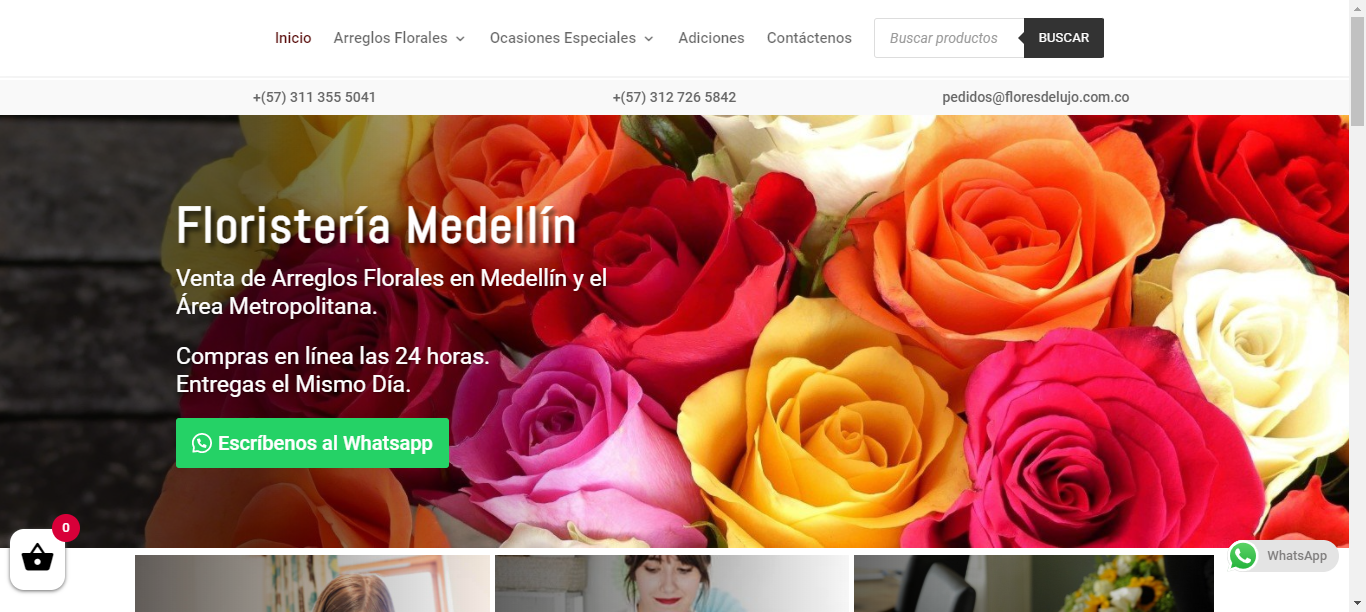 Inicio Arreglos Florales Ocasiones Especiales Adiciones Contáctenos Buscar productos BUSCAR
+(57) 311 355 5041 +(57) 312 726 5842 pedidos@floresdelujo.com.co
Floristería Medellín
Venta de Arreglos Florales en Medellín y el
Área Metropolitana.
Compras en línea las 24 horas.
Entregas el Mismo Día.
Escríbenos al Whatsapp
0
WhatsApp